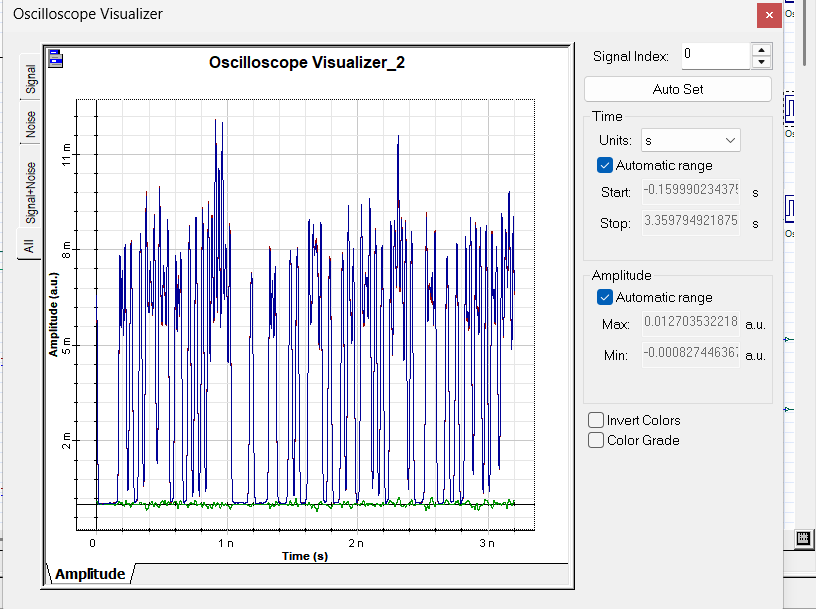 Oscilloscope Visualizer
Oscilloscope Visualizer_2
Signal
Noise
Signal+Noise
All
Amplitude (a.u.)
11 m
8 m
5 m
2 m
0
1 n
2 n
3 n
Time (s)
Amplitude
Signal Index: 0
Auto Set
Time
Units: s
Automatic range
Start: -0.15999023437 s
Stop: 3.359794921875 s
Amplitude
Automatic range
Max: 0.012703532218 a.u.
Min: -0.000827446367 a.u.
Invert Colors
Color Grade